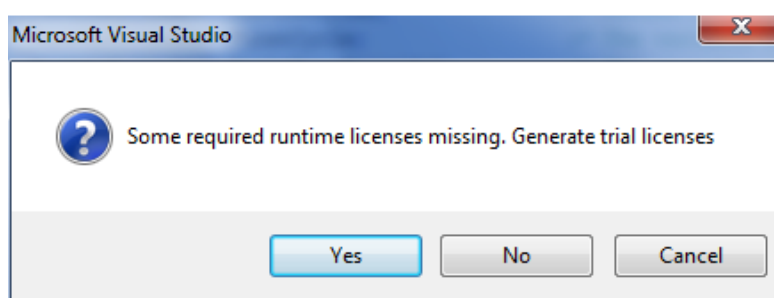 Microsoft Visual Studio
Some required runtime licenses missing. Generate trial licenses
Yes
No
Cancel